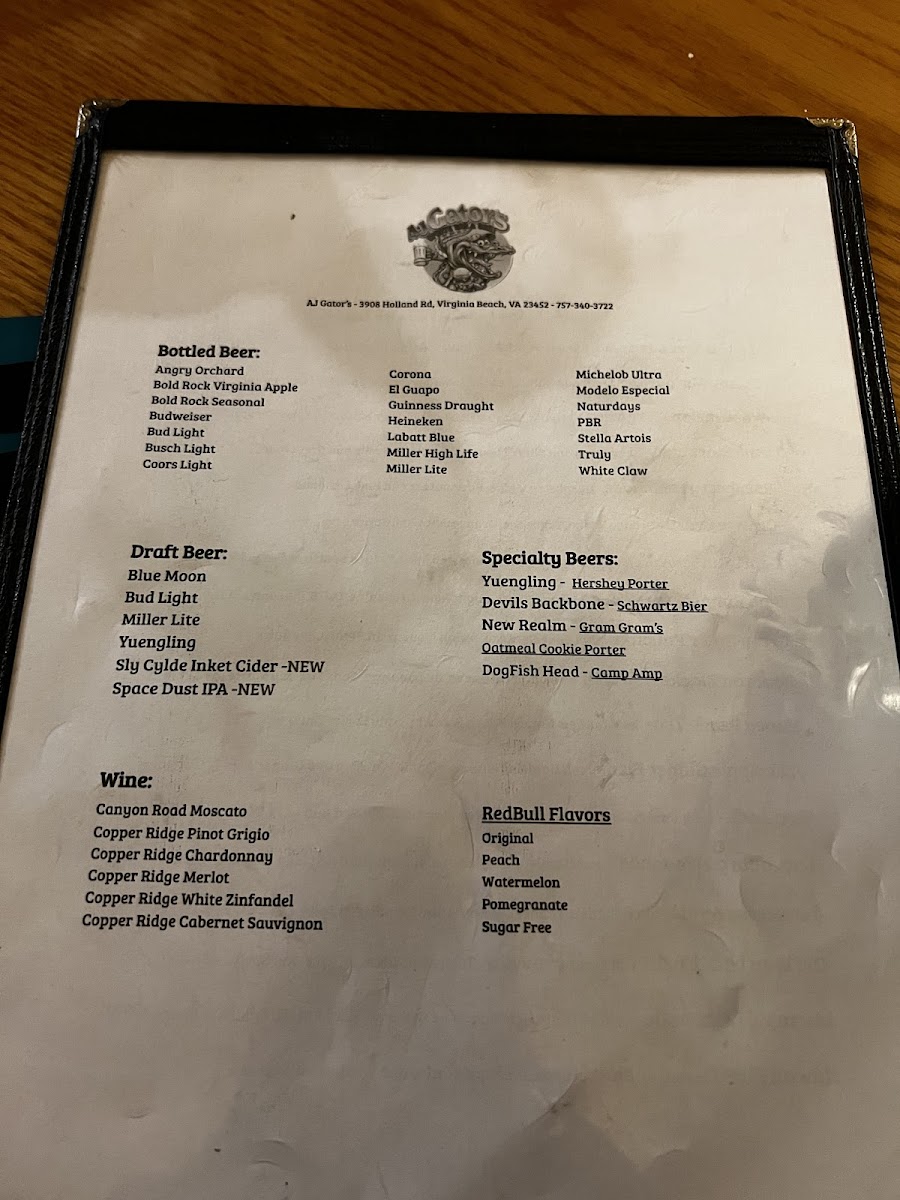 AJ Gator's
AJ Gator's - 3908 Holland Rd, Virginia Beach, VA 23452 - 757-340-3722
Bottled Beer:
Angry Orchard
Bold Rock Virginia Apple
Bold Rock Seasonal
Budweiser
Bud Light
Busch Light
Coors Light
Corona
El Guapo
Guinness Draught
Heineken
Labatt Blue
Miller High Life
Miller Lite
Michelob Ultra
Modelo Especial
Naturdays
PBR
Stella Artois
Truly
White Claw
Draft Beer:
Blue Moon
Bud Light
Miller Lite
Yuengling
Sly Cylde Inket Cider -NEW
Space Dust IPA -NEW
Specialty Beers:
Yuengling - Hershey Porter
Devils Backbone - Schwartz Bier
New Realm - Gram Gram's
Oatmeal Cookie Porter
DogFish Head - Camp Amp
Wine:
Canyon Road Moscato
Copper Ridge Pinot Grigio
Copper Ridge Chardonnay
Copper Ridge Merlot
Copper Ridge White Zinfandel
Copper Ridge Cabernet Sauvignon
RedBull Flavors
Original
Peach
Watermelon
Pomegranate
Sugar Free